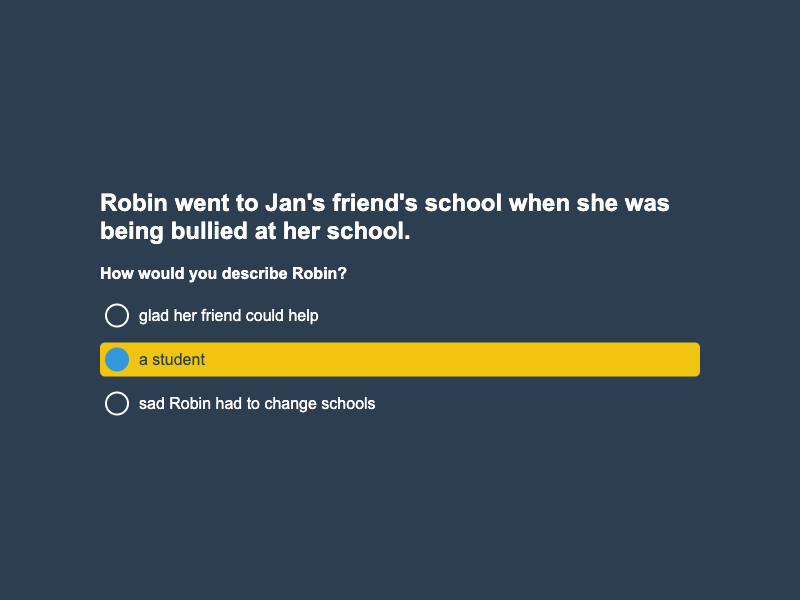 Robin went to Jan's friend's school when she was
being bullied at her school.
How would you describe Robin?
glad her friend could help
a student
sad Robin had to change schools